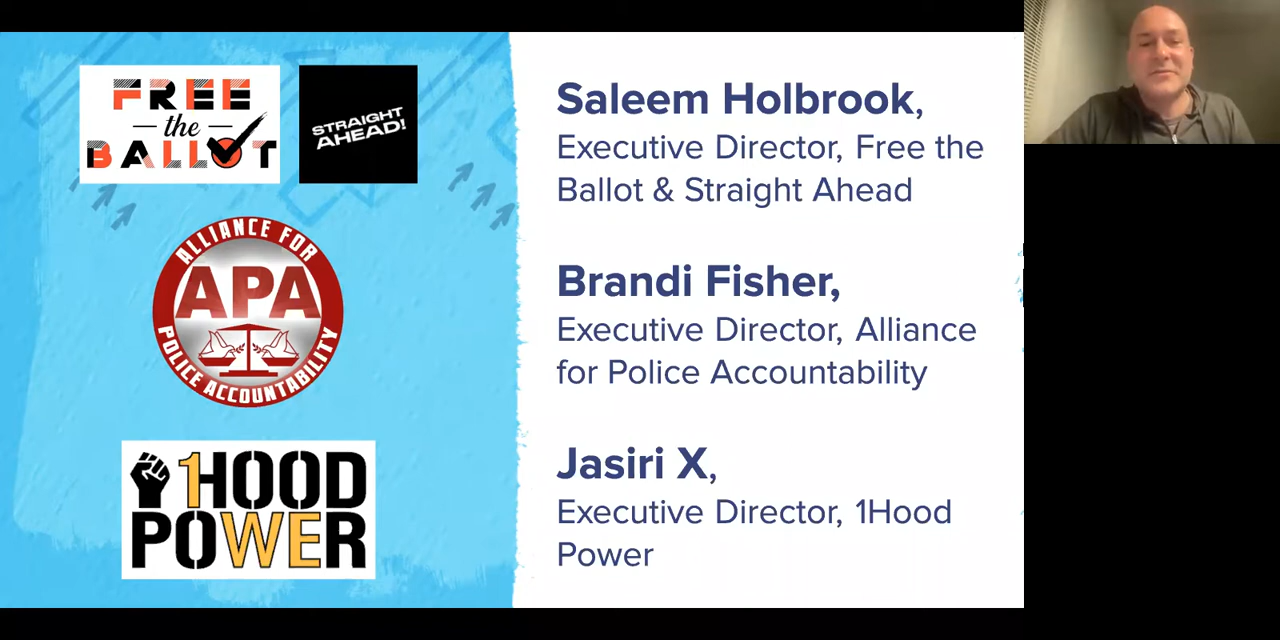 FREE
the
BALLOT
STRAIGHT
AHEAD!
Saleem Holbrook,
Executive Director, Free the
Ballot & Straight Ahead
ALLIANCE FOR
APA
POLICE ACCOUNTABILITY
Brandi Fisher,
Executive Director, Alliance
for Police Accountability
1HOOD
POWER
Jasiri X,
Executive Director, 1Hood
Power